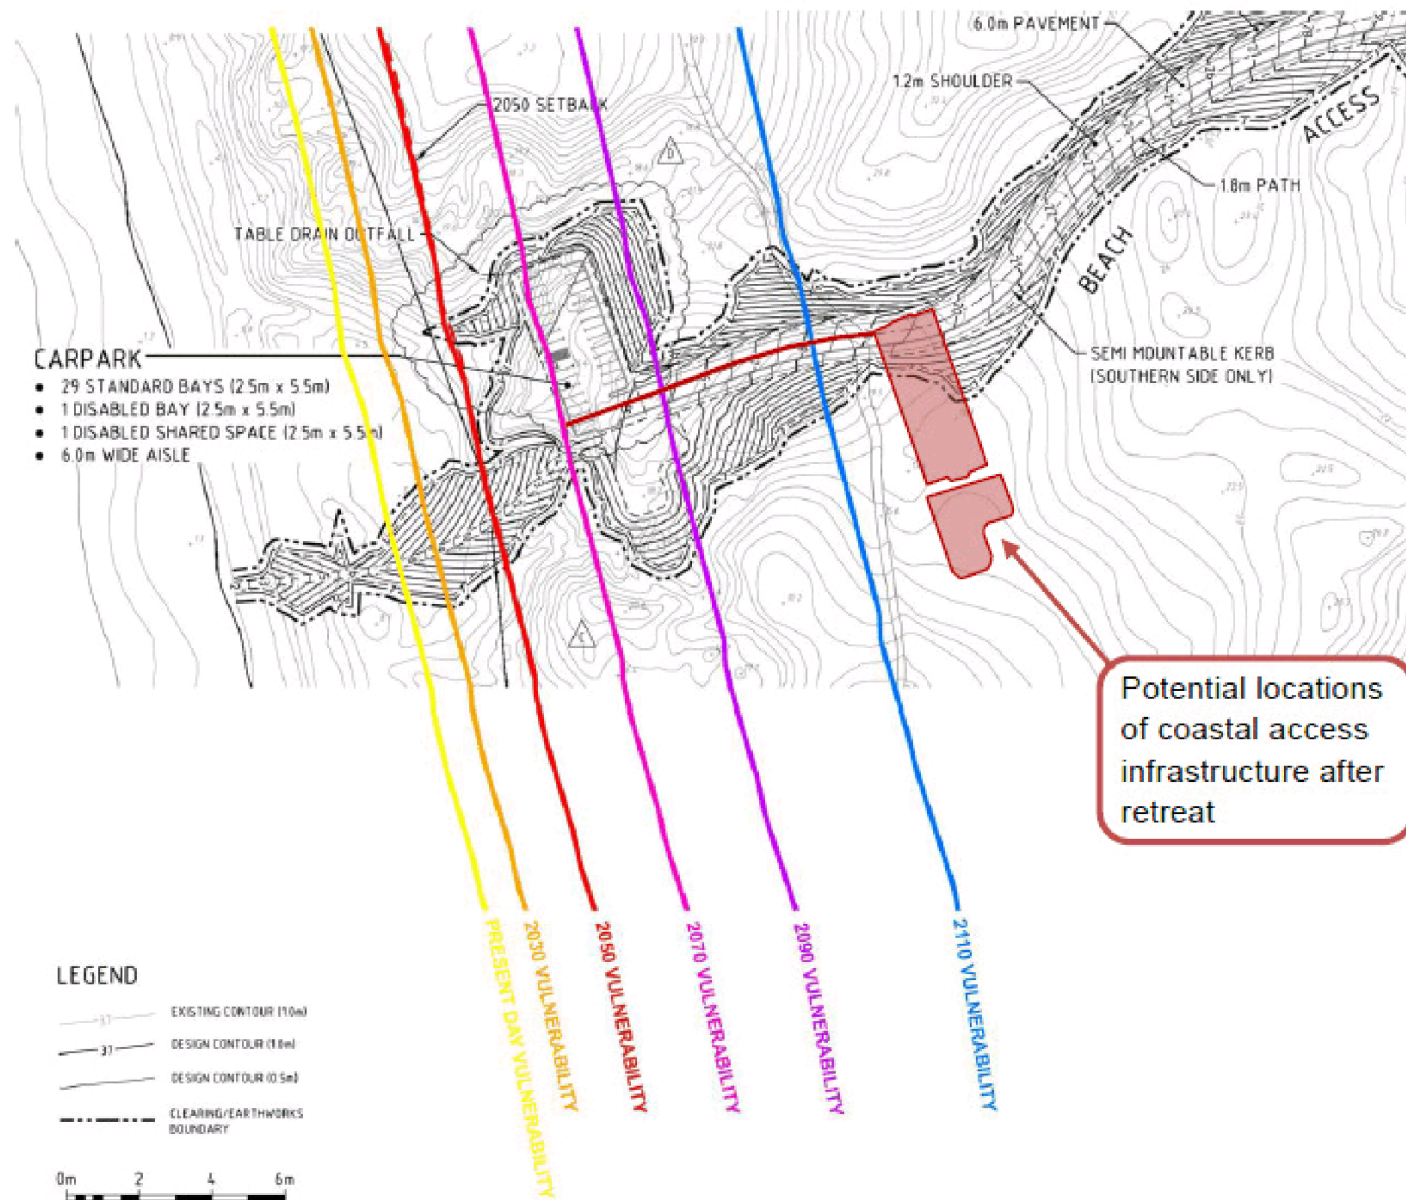 6.0m PAVEMENT
1.2m SHOULDER
2050 SETBACK
ACCESS
1.8m PATH
TABLE DRAIN OUTFALL
BEACH
CARPARK
• 29 STANDARD BAYS (2.5m x 5.5m)
• 1 DISABLED BAY (2.5m x 5.5m)
• 1 DISABLED SHARED SPACE (2.5m x 5.5m)
• 6.0m WIDE AISLE
SEMI MOUNTABLE KERB
(SOUTHERN SIDE ONLY)
D
C
Potential locations
of coastal access
infrastructure after
retreat
PRESENT DAY VULNERABILITY
2030 VULNERABILITY
2050 VULNERABILITY
2070 VULNERABILITY
2090 VULNERABILITY
2110 VULNERABILITY
LEGEND
EXISTING CONTOUR (1.0m)
37
DESIGN CONTOUR (1.0m)
DESIGN CONTOUR (0.5m)
CLEARING/EARTHWORKS
BOUNDARY
0m 2 4 6m